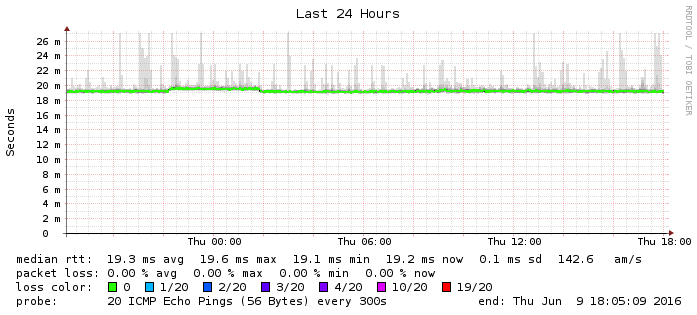 Last 24 Hours
RRDTOOL / TOBI OETIKER
Seconds
26 m
24 m
22 m
20 m
18 m
16 m
14 m
12 m
10 m
8 m
6 m
4 m
2 m
0
Thu 00:00 Thu 06:00 Thu 12:00 Thu 18:00
median rtt: 19.3 ms avg 19.6 ms max 19.1 ms min 19.2 ms now 0.1 ms sd 142.6 am/s
packet loss: 0.00 % avg 0.00 % max 0.00 % min 0.00 % now
loss color: 0 1/20 2/20 3/20 4/20 10/20 19/20
probe: 20 ICMP Echo Pings (56 Bytes) every 300s end: Thu Jun 9 18:05:09 2016